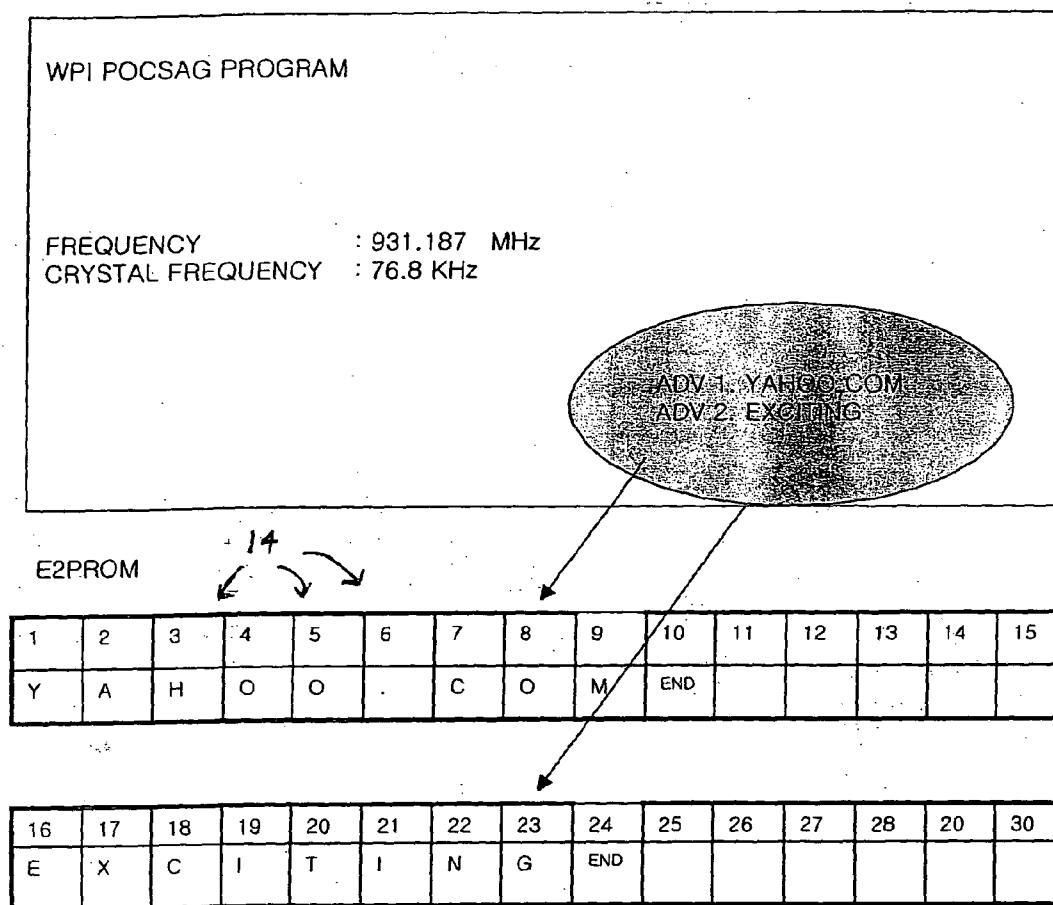 WPI POCSAG PROGRAM
FREQUENCY : 931.187 MHz
CRYSTAL FREQUENCY : 76.8 KHz
ADV 1. YAHOO.COM
ADV 2. EXCITING
14
E2PROM
1 2 3 4 5 6 7 8 9 10 11 12 13 14 15
Y A H O O . C O M END
16 17 18 19 20 21 22 23 24 25 26 27 28 20 30
E X C I T I N G END